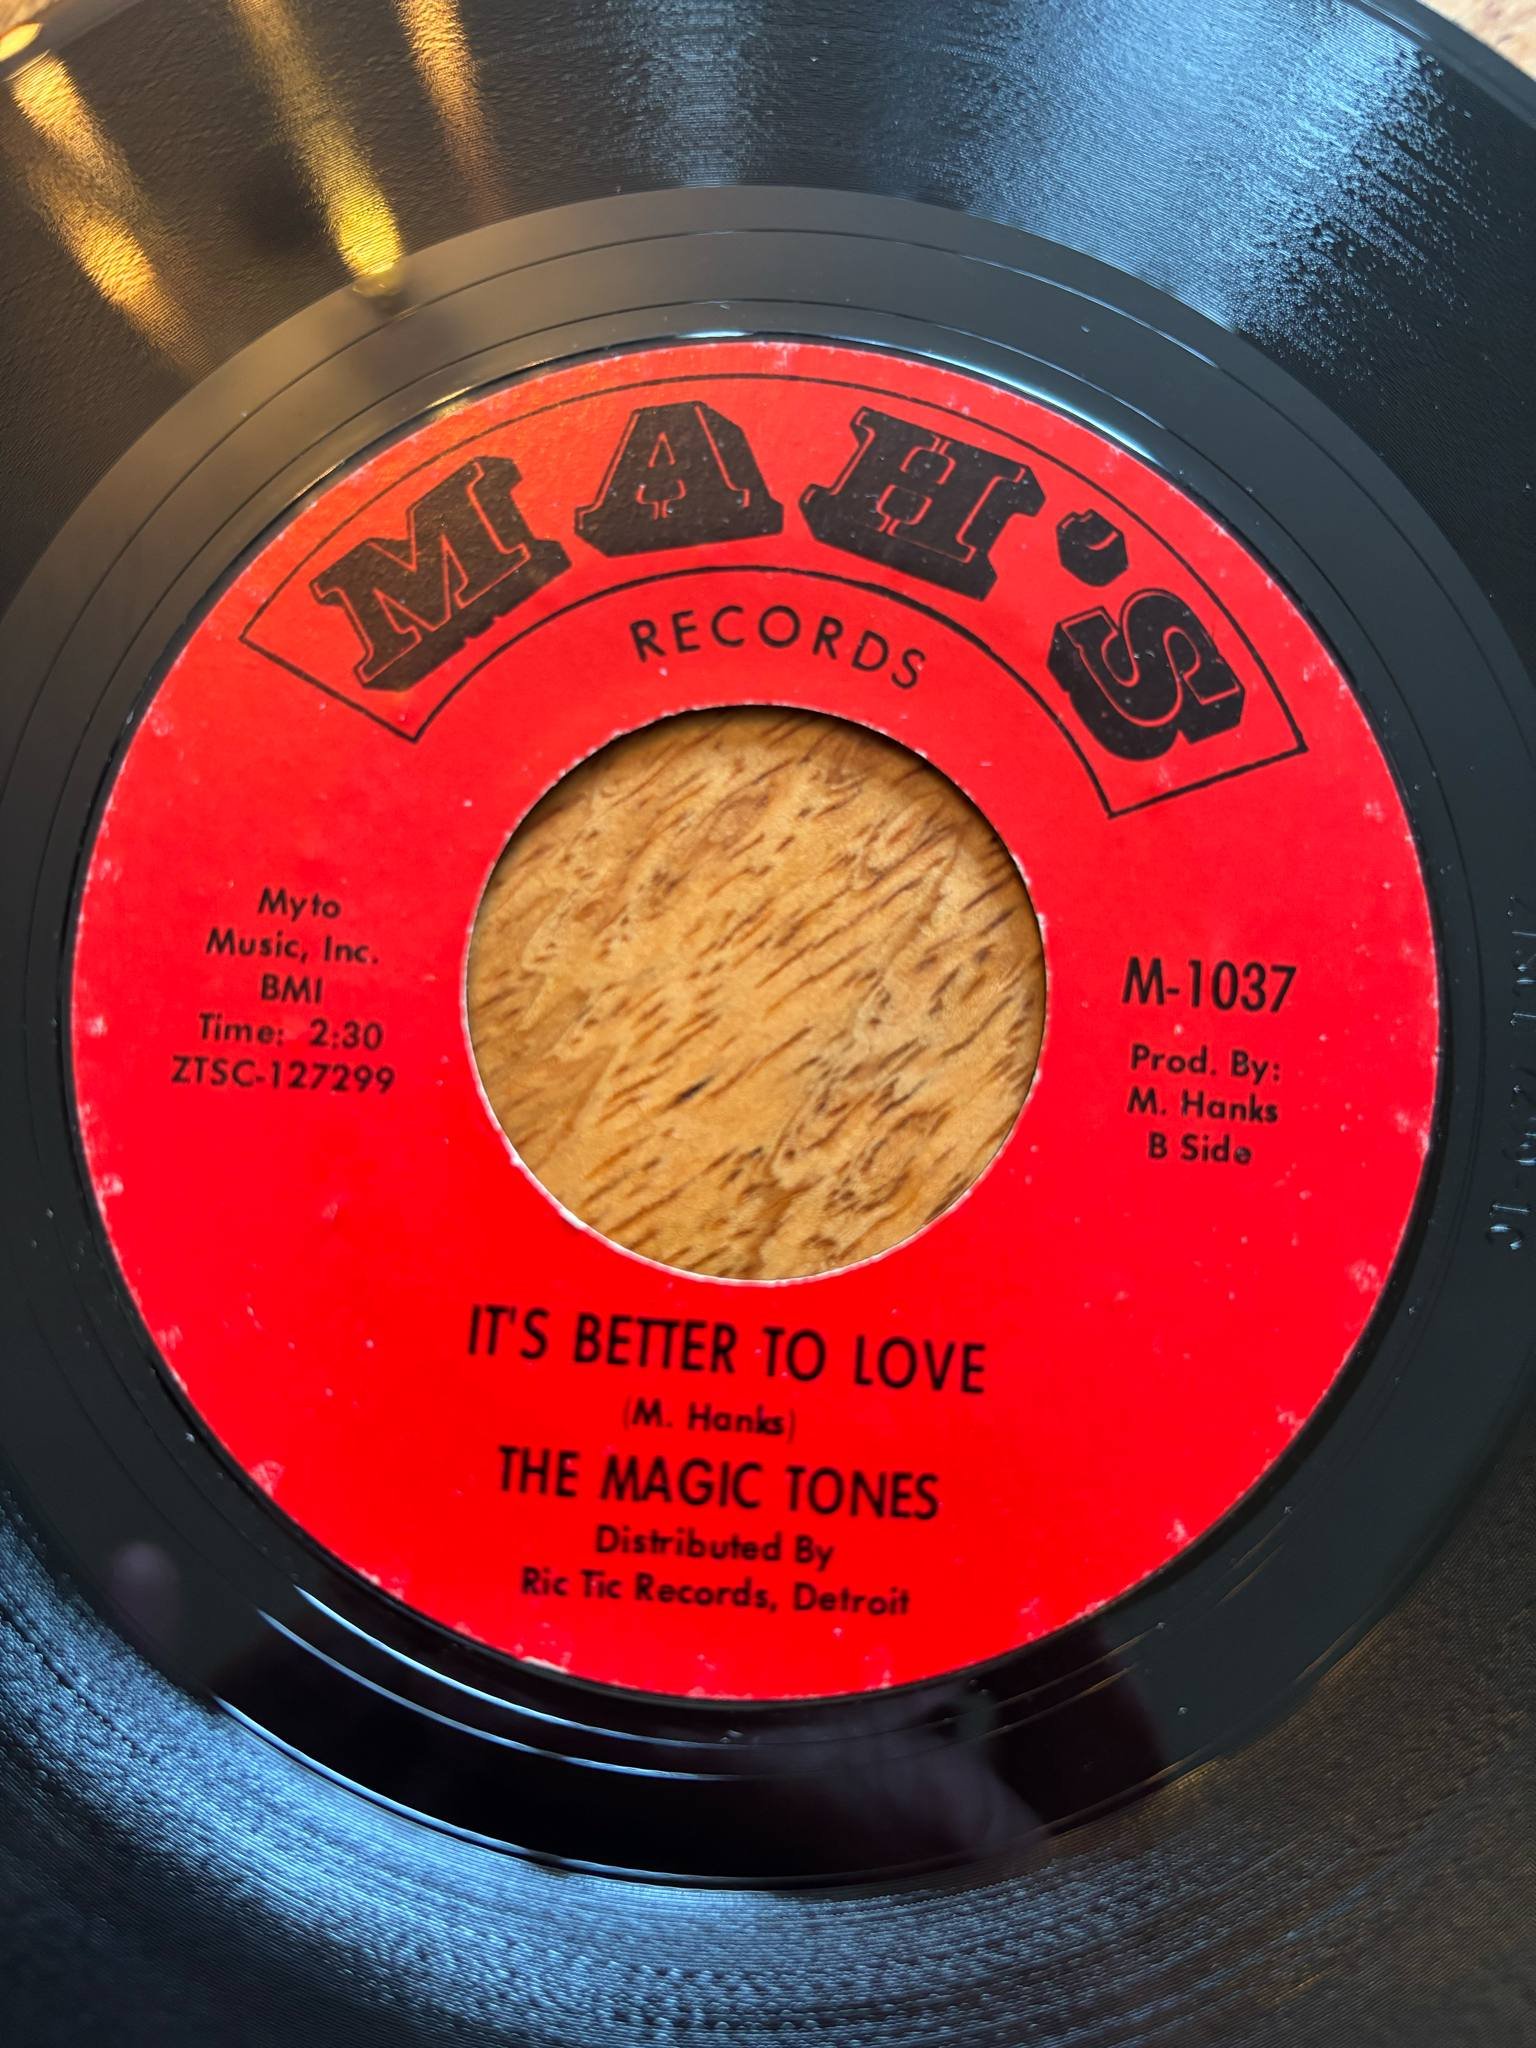 MAH'S
RECORDS
Myto
Music, Inc.
BMI
Time: 2:30
ZTSC-127299
M-1037
Prod. By:
M. Hanks
B Side
IT'S BETTER TO LOVE
(M. Hanks)
THE MAGIC TONES
Distributed By
Ric Tic Records, Detroit